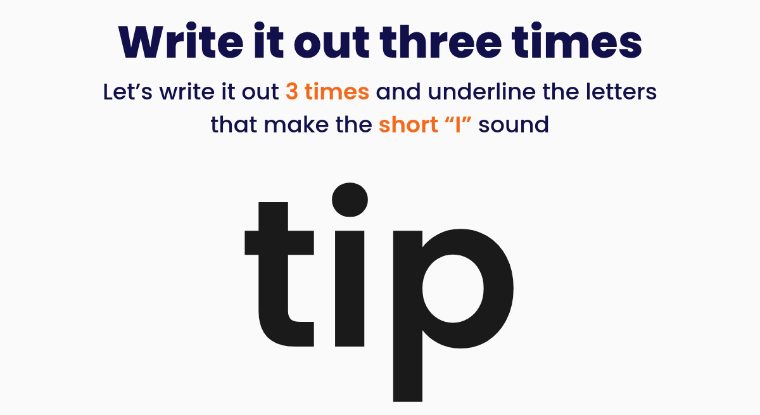 Write it out three times
Let’s write it out 3 times and underline the letters
that make the short “I” sound
tip